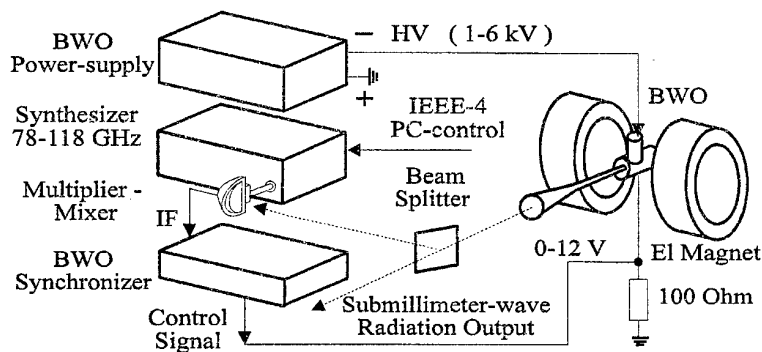 BWO
Power-supply
− HV ( 1-6 kV )
+
Synthesizer
78-118 GHz
IEEE-4
PC-control
BWO
Multiplier -
Mixer
IF
Beam
Splitter
BWO
Synchronizer
0-12 V
El Magnet
100 Ohm
Control
Signal
Submillimeter-wave
Radiation Output